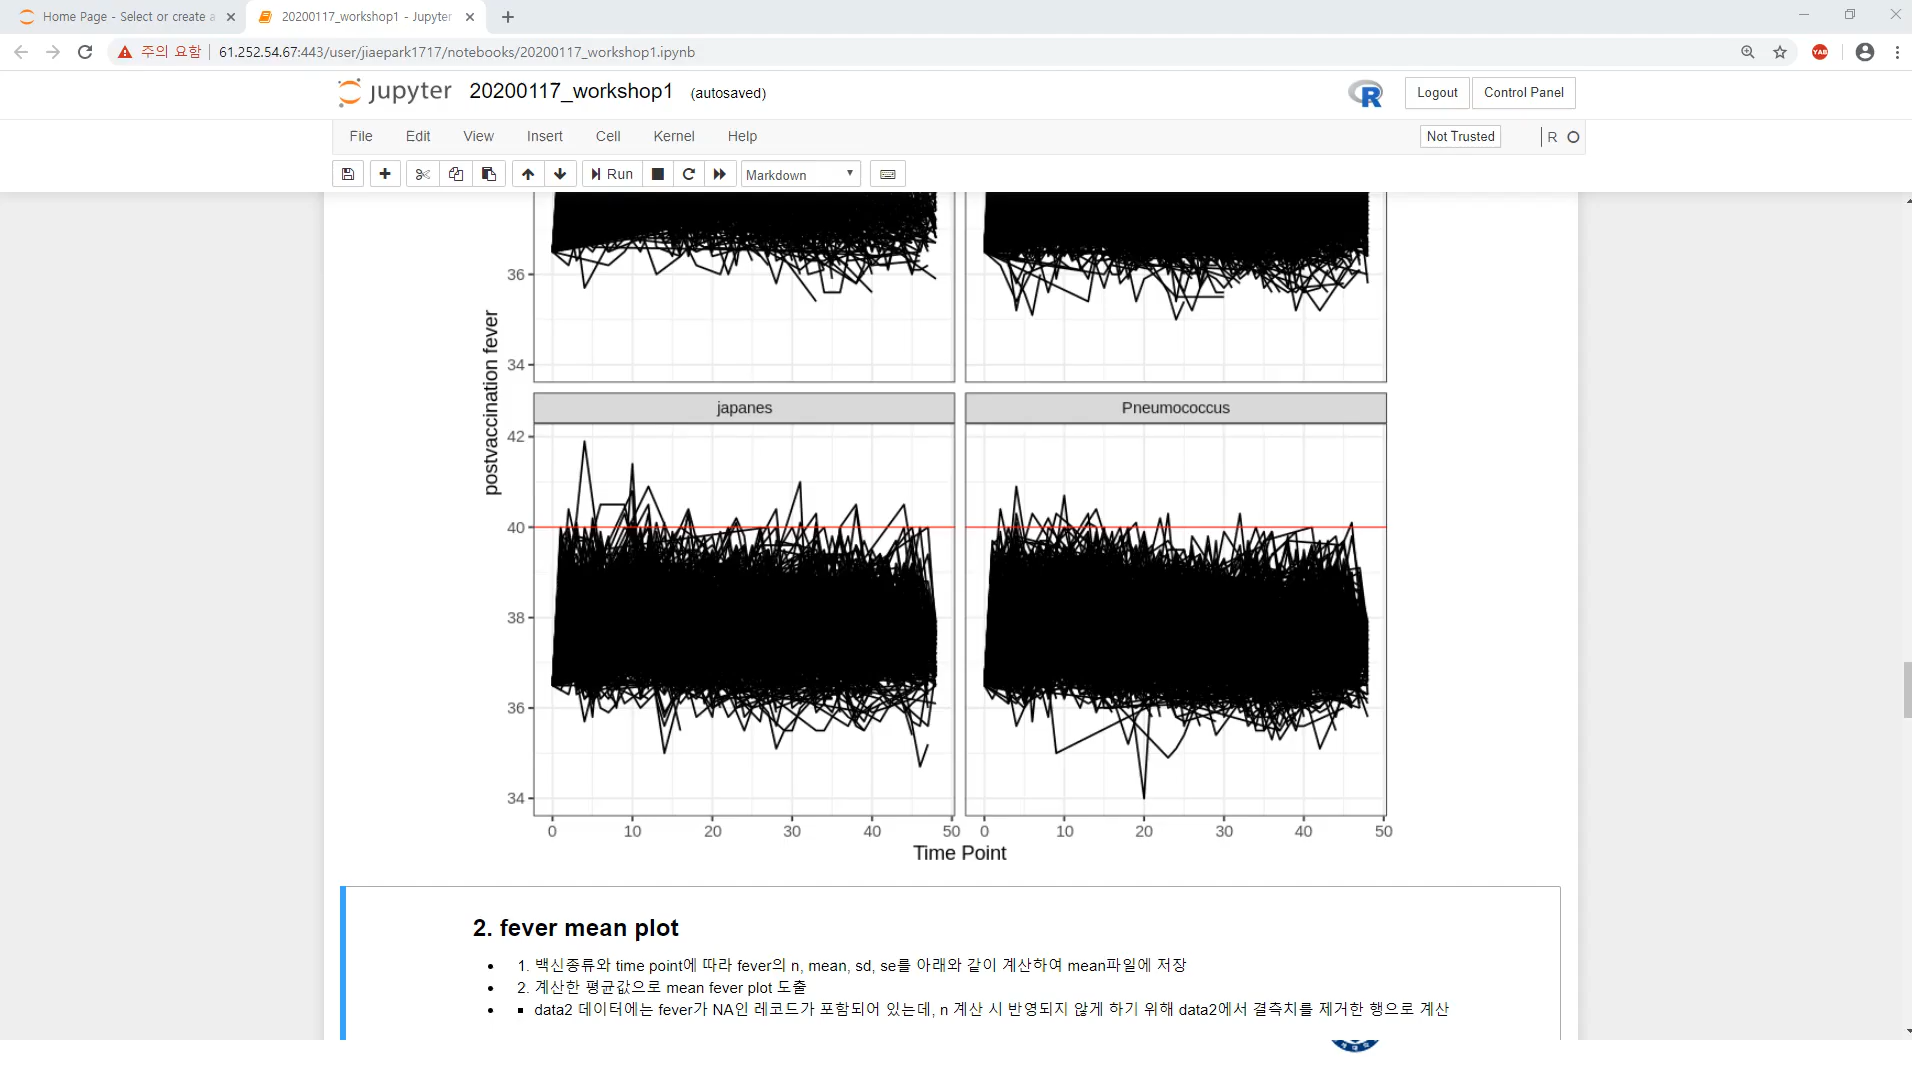 Home Page - Select or create a
20200117_workshop1 - Jupyter
주의 요함
61.252.54.67:443/user/jiaepark1717/notebooks/20200117_workshop1.ipynb
YAB
jupyter
20200117_workshop1
(autosaved)
R
Logout
Control Panel
File
Edit
View
Insert
Cell
Kernel
Help
Not Trusted
R
Run
Markdown
36
34
postvaccination fever
japanes
Pneumococcus
42
40
38
36
34
0 10 20 30 40 50 0 10 20 30 40 50
Time Point
2. fever mean plot
1. 백신종류와 time point에 따라 fever의 n, mean, sd, se를 아래와 같이 계산하여 mean파일에 저장
2. 계산한 평균값으로 mean fever plot 도출
data2 데이터에는 fever가 NA인 레코드가 포함되어 있는데, n 계산 시 반영되지 않게 하기 위해 data2에서 결측치를 제거한 행으로 계산